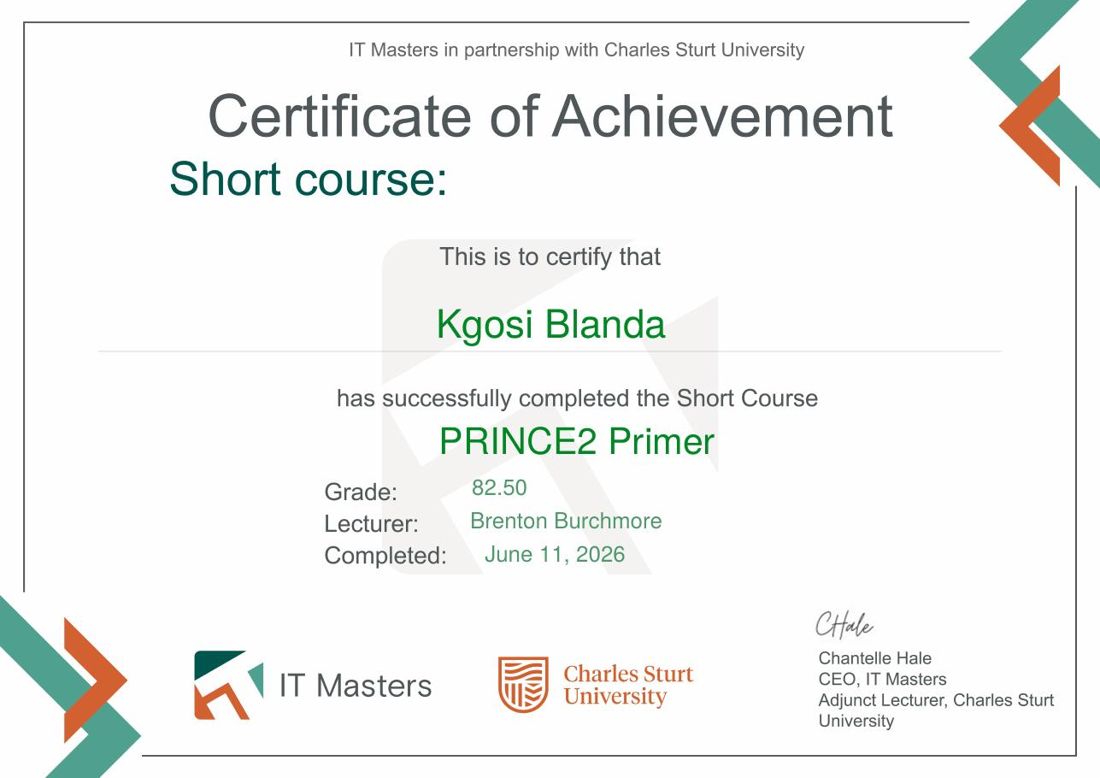 IT Masters in partnership with Charles Sturt University
Certificate of Achievement
Short course:
This is to certify that
Kgosi Blanda
has successfully completed the Short Course
PRINCE2 Primer
Grade: 82.50
Lecturer: Brenton Burchmore
Completed: June 11, 2026
CHale
Chantelle Hale
CEO, IT Masters
Adjunct Lecturer, Charles Sturt
University
IT Masters
Charles Sturt
University